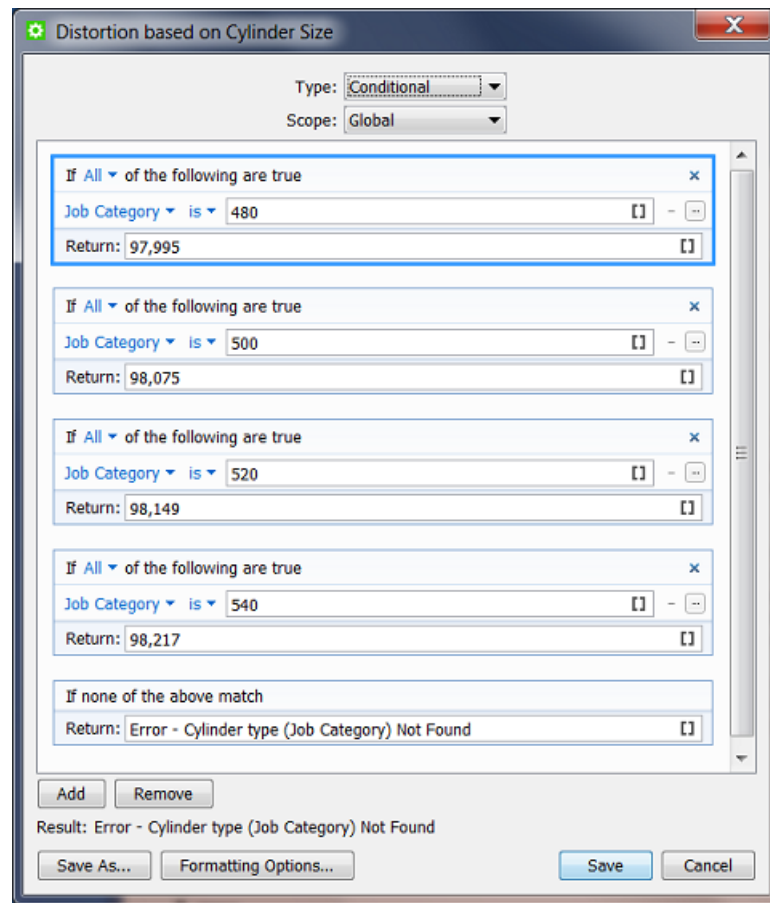 Distortion based on Cylinder Size
Type: Conditional
Scope: Global
If All of the following are true
Job Category is 480
Return: 97,995
If All of the following are true
Job Category is 500
Return: 98,075
If All of the following are true
Job Category is 520
Return: 98,149
If All of the following are true
Job Category is 540
Return: 98,217
If none of the above match
Return: Error - Cylinder type (Job Category) Not Found
Add Remove
Result: Error - Cylinder type (Job Category) Not Found
Save As... Formatting Options... Save Cancel